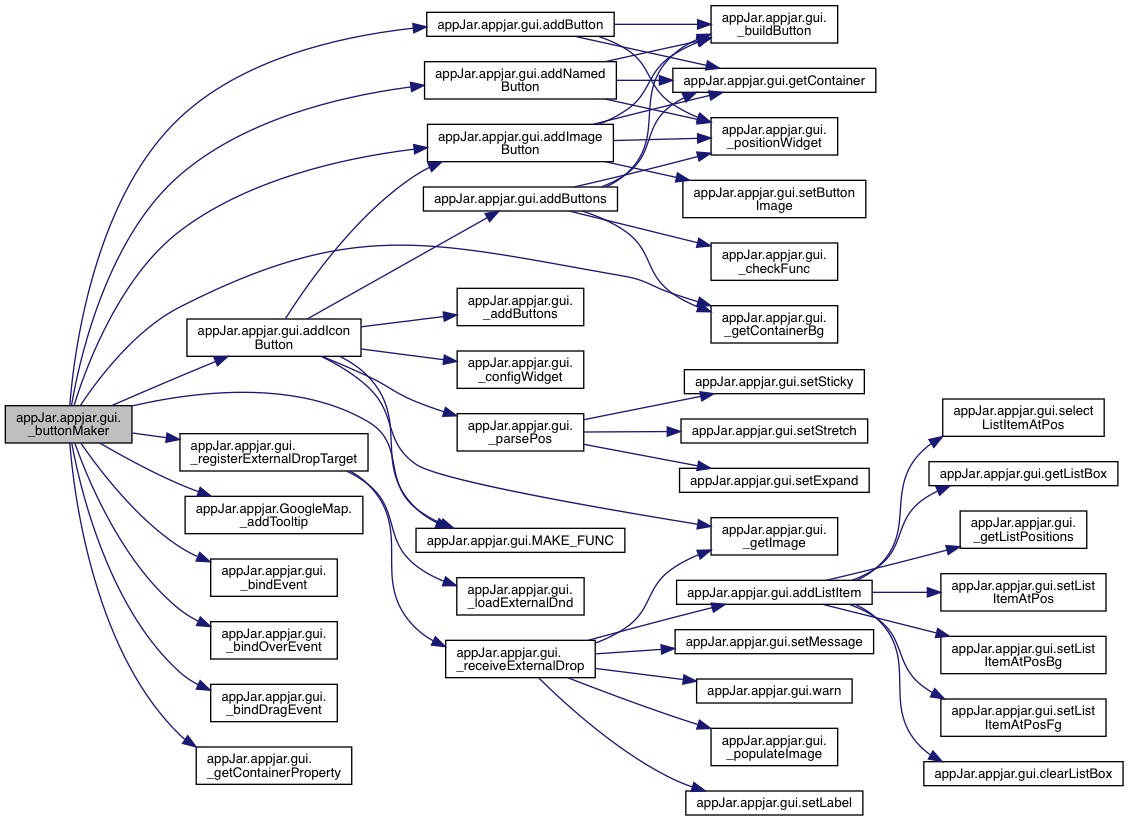 appJar.appjar.gui.
_buttonMaker
appJar.appjar.gui.addButton
appJar.appjar.gui.addNamed
Button
appJar.appjar.gui.addImage
Button
appJar.appjar.gui.addButtons
appJar.appjar.gui.addIcon
Button
appJar.appjar.gui.
_registerExternalDropTarget
appJar.appjar.GoogleMap.
_addTooltip
appJar.appjar.gui.
_bindEvent
appJar.appjar.gui.
_bindOverEvent
appJar.appjar.gui.
_bindDragEvent
appJar.appjar.gui.
_getContainerProperty
appJar.appjar.gui.
_addButtons
appJar.appjar.gui.
_configWidget
appJar.appjar.gui.
_parsePos
appJar.appjar.gui.MAKE_FUNC
appJar.appjar.gui.
_loadExternalDnd
appJar.appjar.gui.
_receiveExternalDrop
appJar.appjar.gui.
_buildButton
appJar.appjar.gui.getContainer
appJar.appjar.gui.
_positionWidget
appJar.appjar.gui.setButton
Image
appJar.appjar.gui.
_checkFunc
appJar.appjar.gui.
_getContainerBg
appJar.appjar.gui.setSticky
appJar.appjar.gui.setStretch
appJar.appjar.gui.setExpand
appJar.appjar.gui.
_getImage
appJar.appjar.gui.addListItem
appJar.appjar.gui.setMessage
appJar.appjar.gui.warn
appJar.appjar.gui.
_populateImage
appJar.appjar.gui.setLabel
appJar.appjar.gui.select
ListItemAtPos
appJar.appjar.gui.getListBox
appJar.appjar.gui.
_getListPositions
appJar.appjar.gui.setList
ItemAtPos
appJar.appjar.gui.setList
ItemAtPosBg
appJar.appjar.gui.setList
ItemAtPosFg
appJar.appjar.gui.clearListBox